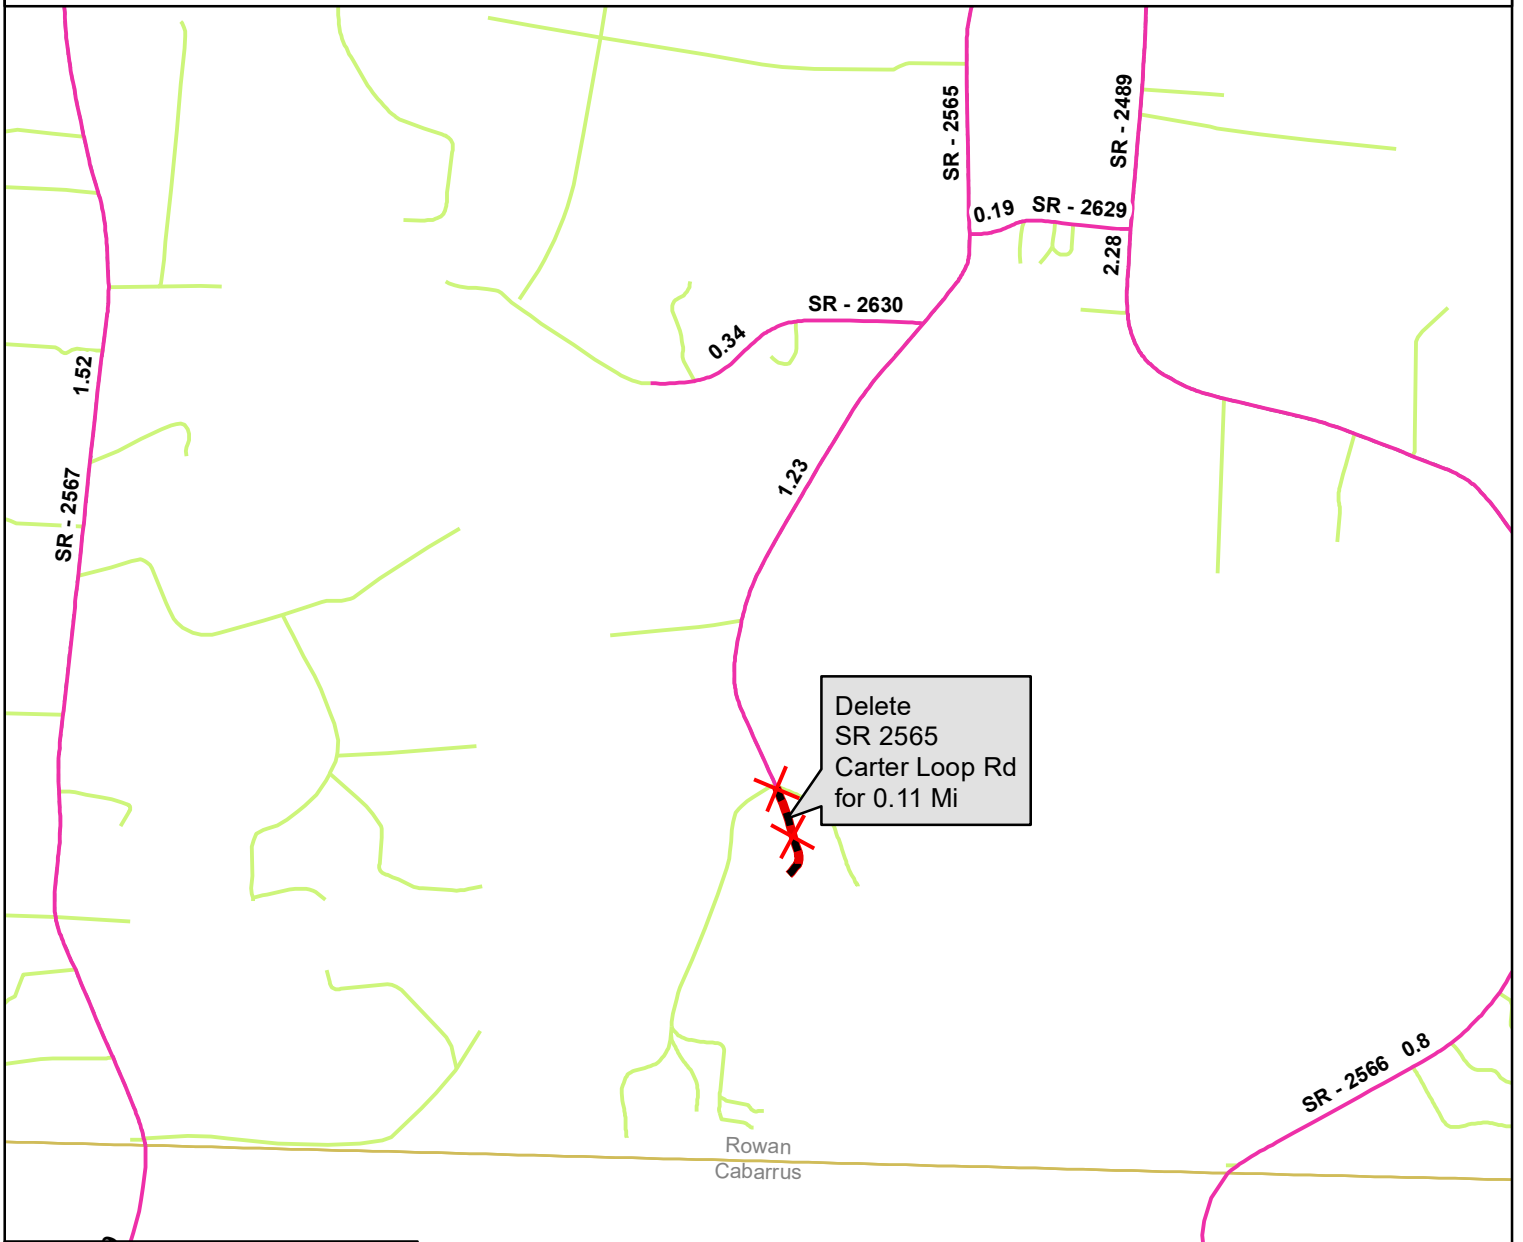 SR - 2565
SR - 2489
0.19
SR - 2629
2.28
SR - 2630
0.34
1.52
1.23
SR - 2567
Delete
SR 2565
Carter Loop Rd
for 0.11 Mi
SR - 2566
0.8
Rowan
Cabarrus